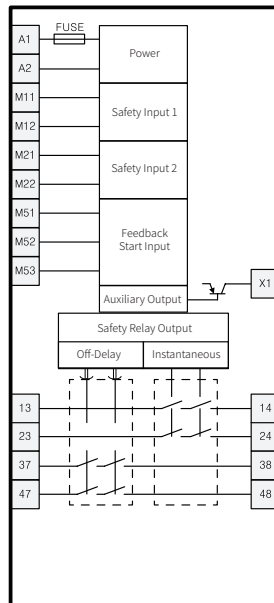 FUSE
A1
Power
A2
M11
Safety Input 1
M12
M21
Safety Input 2
M22
M51
Feedback
Start Input
M52
M53
X1
Auxiliary Output
Safety Relay Output
Off-Delay Instantaneous
13 14
23 24
37 38
47 48